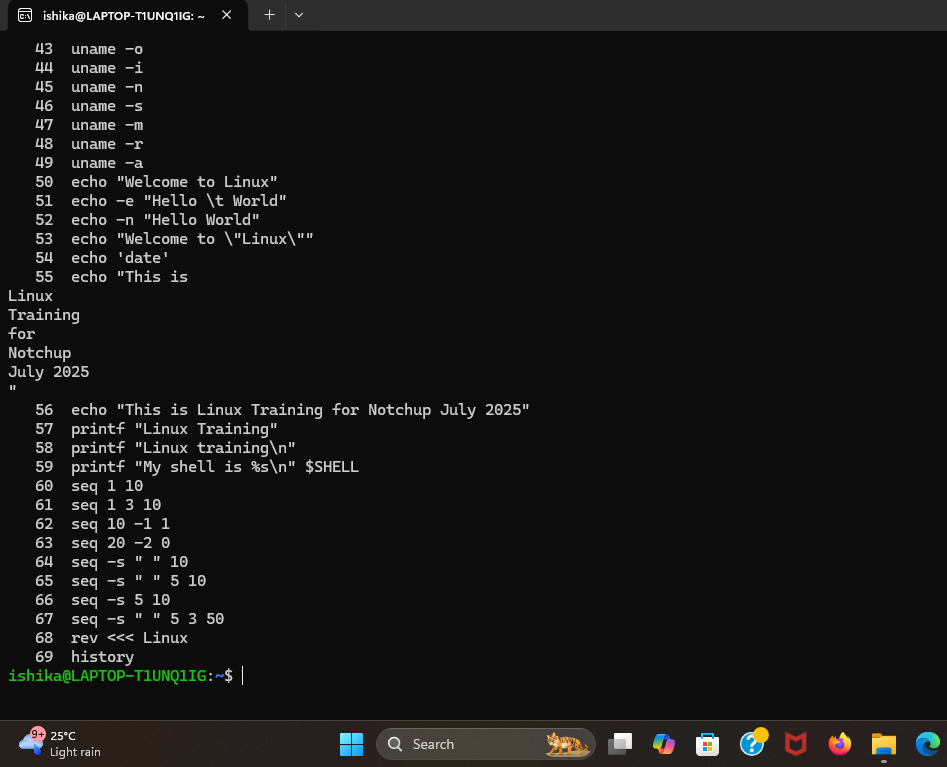 ishika@LAPTOP-T1UNQ1IG: ~
43  uname -o
44  uname -i
45  uname -n
46  uname -s
47  uname -m
48  uname -r
49  uname -a
50  echo "Welcome to Linux"
51  echo -e "Hello \t World"
52  echo -n "Hello World"
53  echo "Welcome to \"Linux\""
54  echo 'date'
55  echo "This is
Linux
Training
for
Notchup
July 2025
"
56  echo "This is Linux Training for Notchup July 2025"
57  printf "Linux Training"
58  printf "Linux training\n"
59  printf "My shell is %s\n" $SHELL
60  seq 1 10
61  seq 1 3 10
62  seq 10 -1 1
63  seq 20 -2 0
64  seq -s " " 10
65  seq -s " " 5 10
66  seq -s 5 10
67  seq -s " " 5 3 50
68  rev <<< Linux
69  history
ishika@LAPTOP-T1UNQ1IG:~$
9+
25°C
Light rain
Search